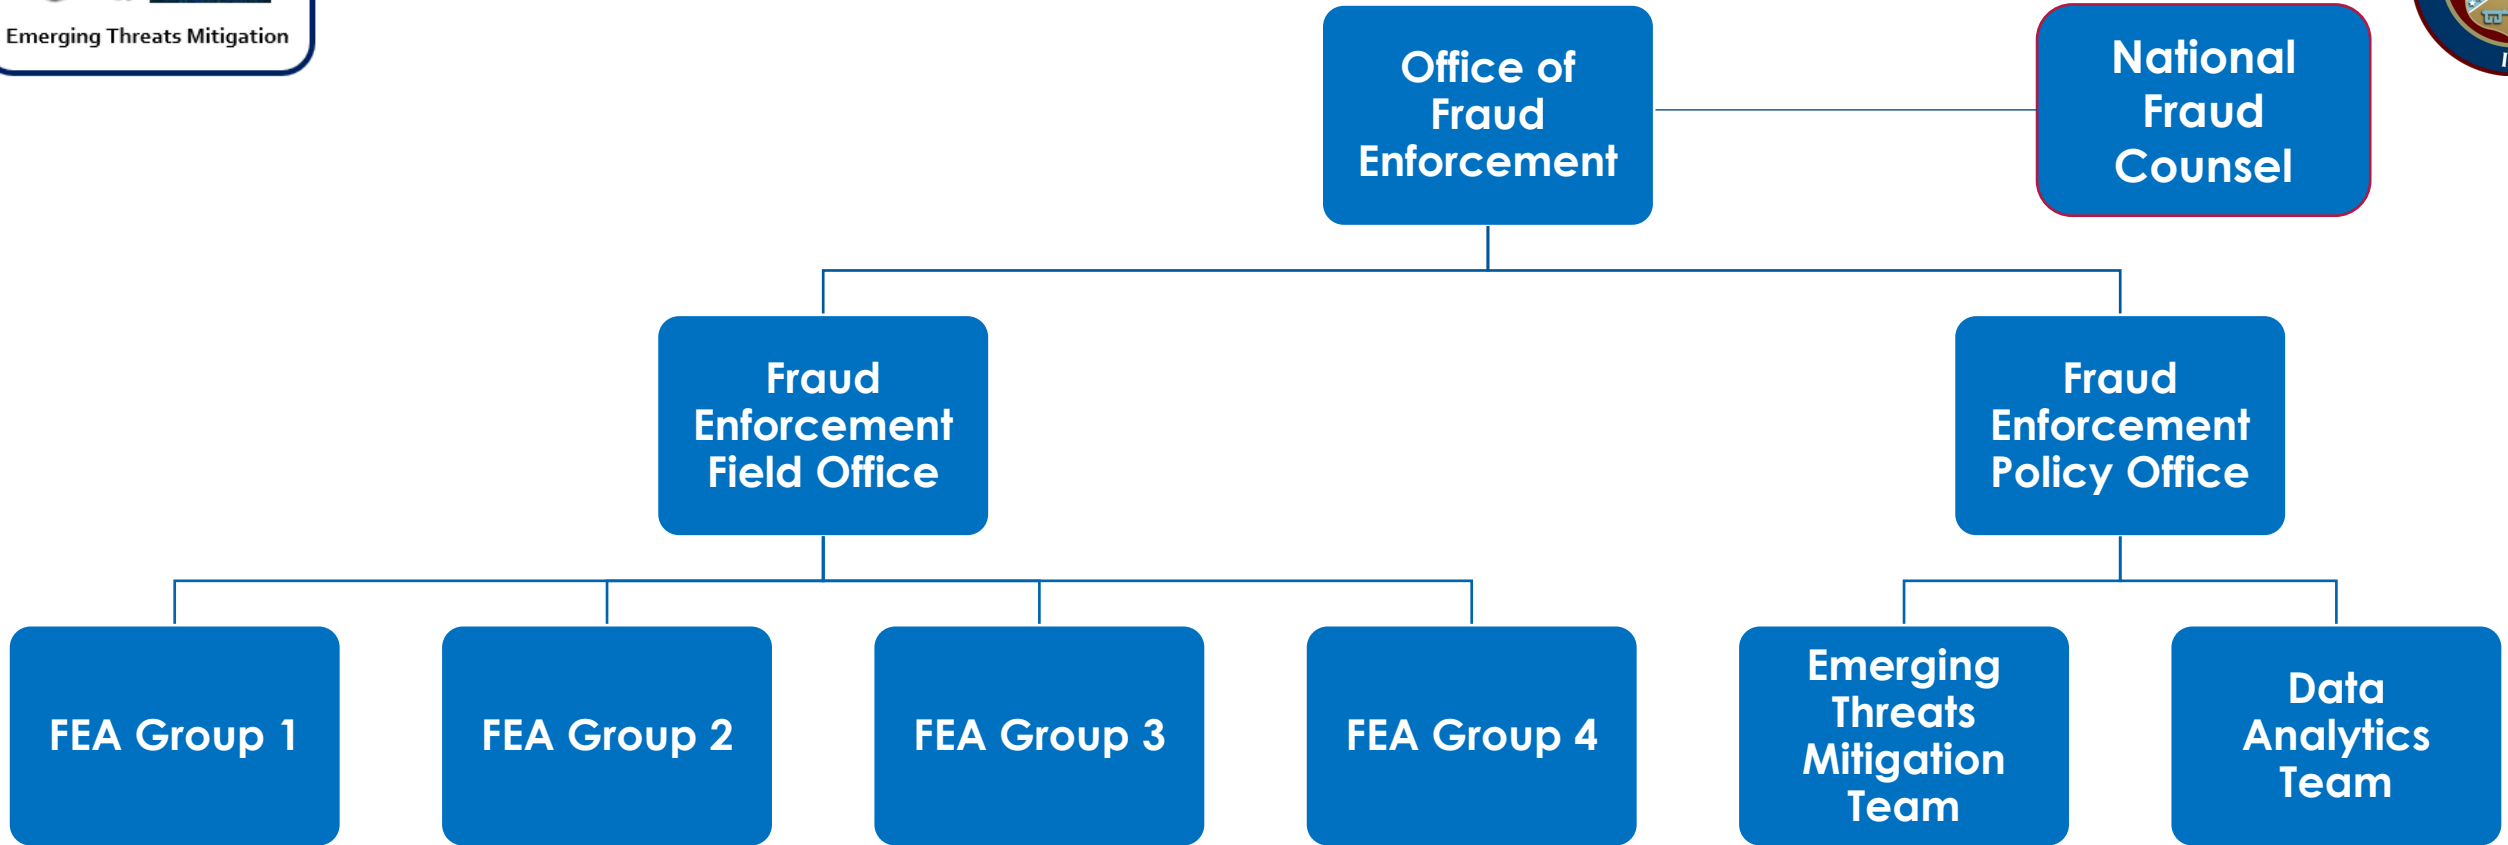 Emerging Threats Mitigation
Office of
Fraud
Enforcement
National
Fraud
Counsel
Fraud
Enforcement
Field Office
Fraud
Enforcement
Policy Office
FEA Group 1
FEA Group 2
FEA Group 3
FEA Group 4
Emerging
Threats
Mitigation
Team
Data
Analytics
Team